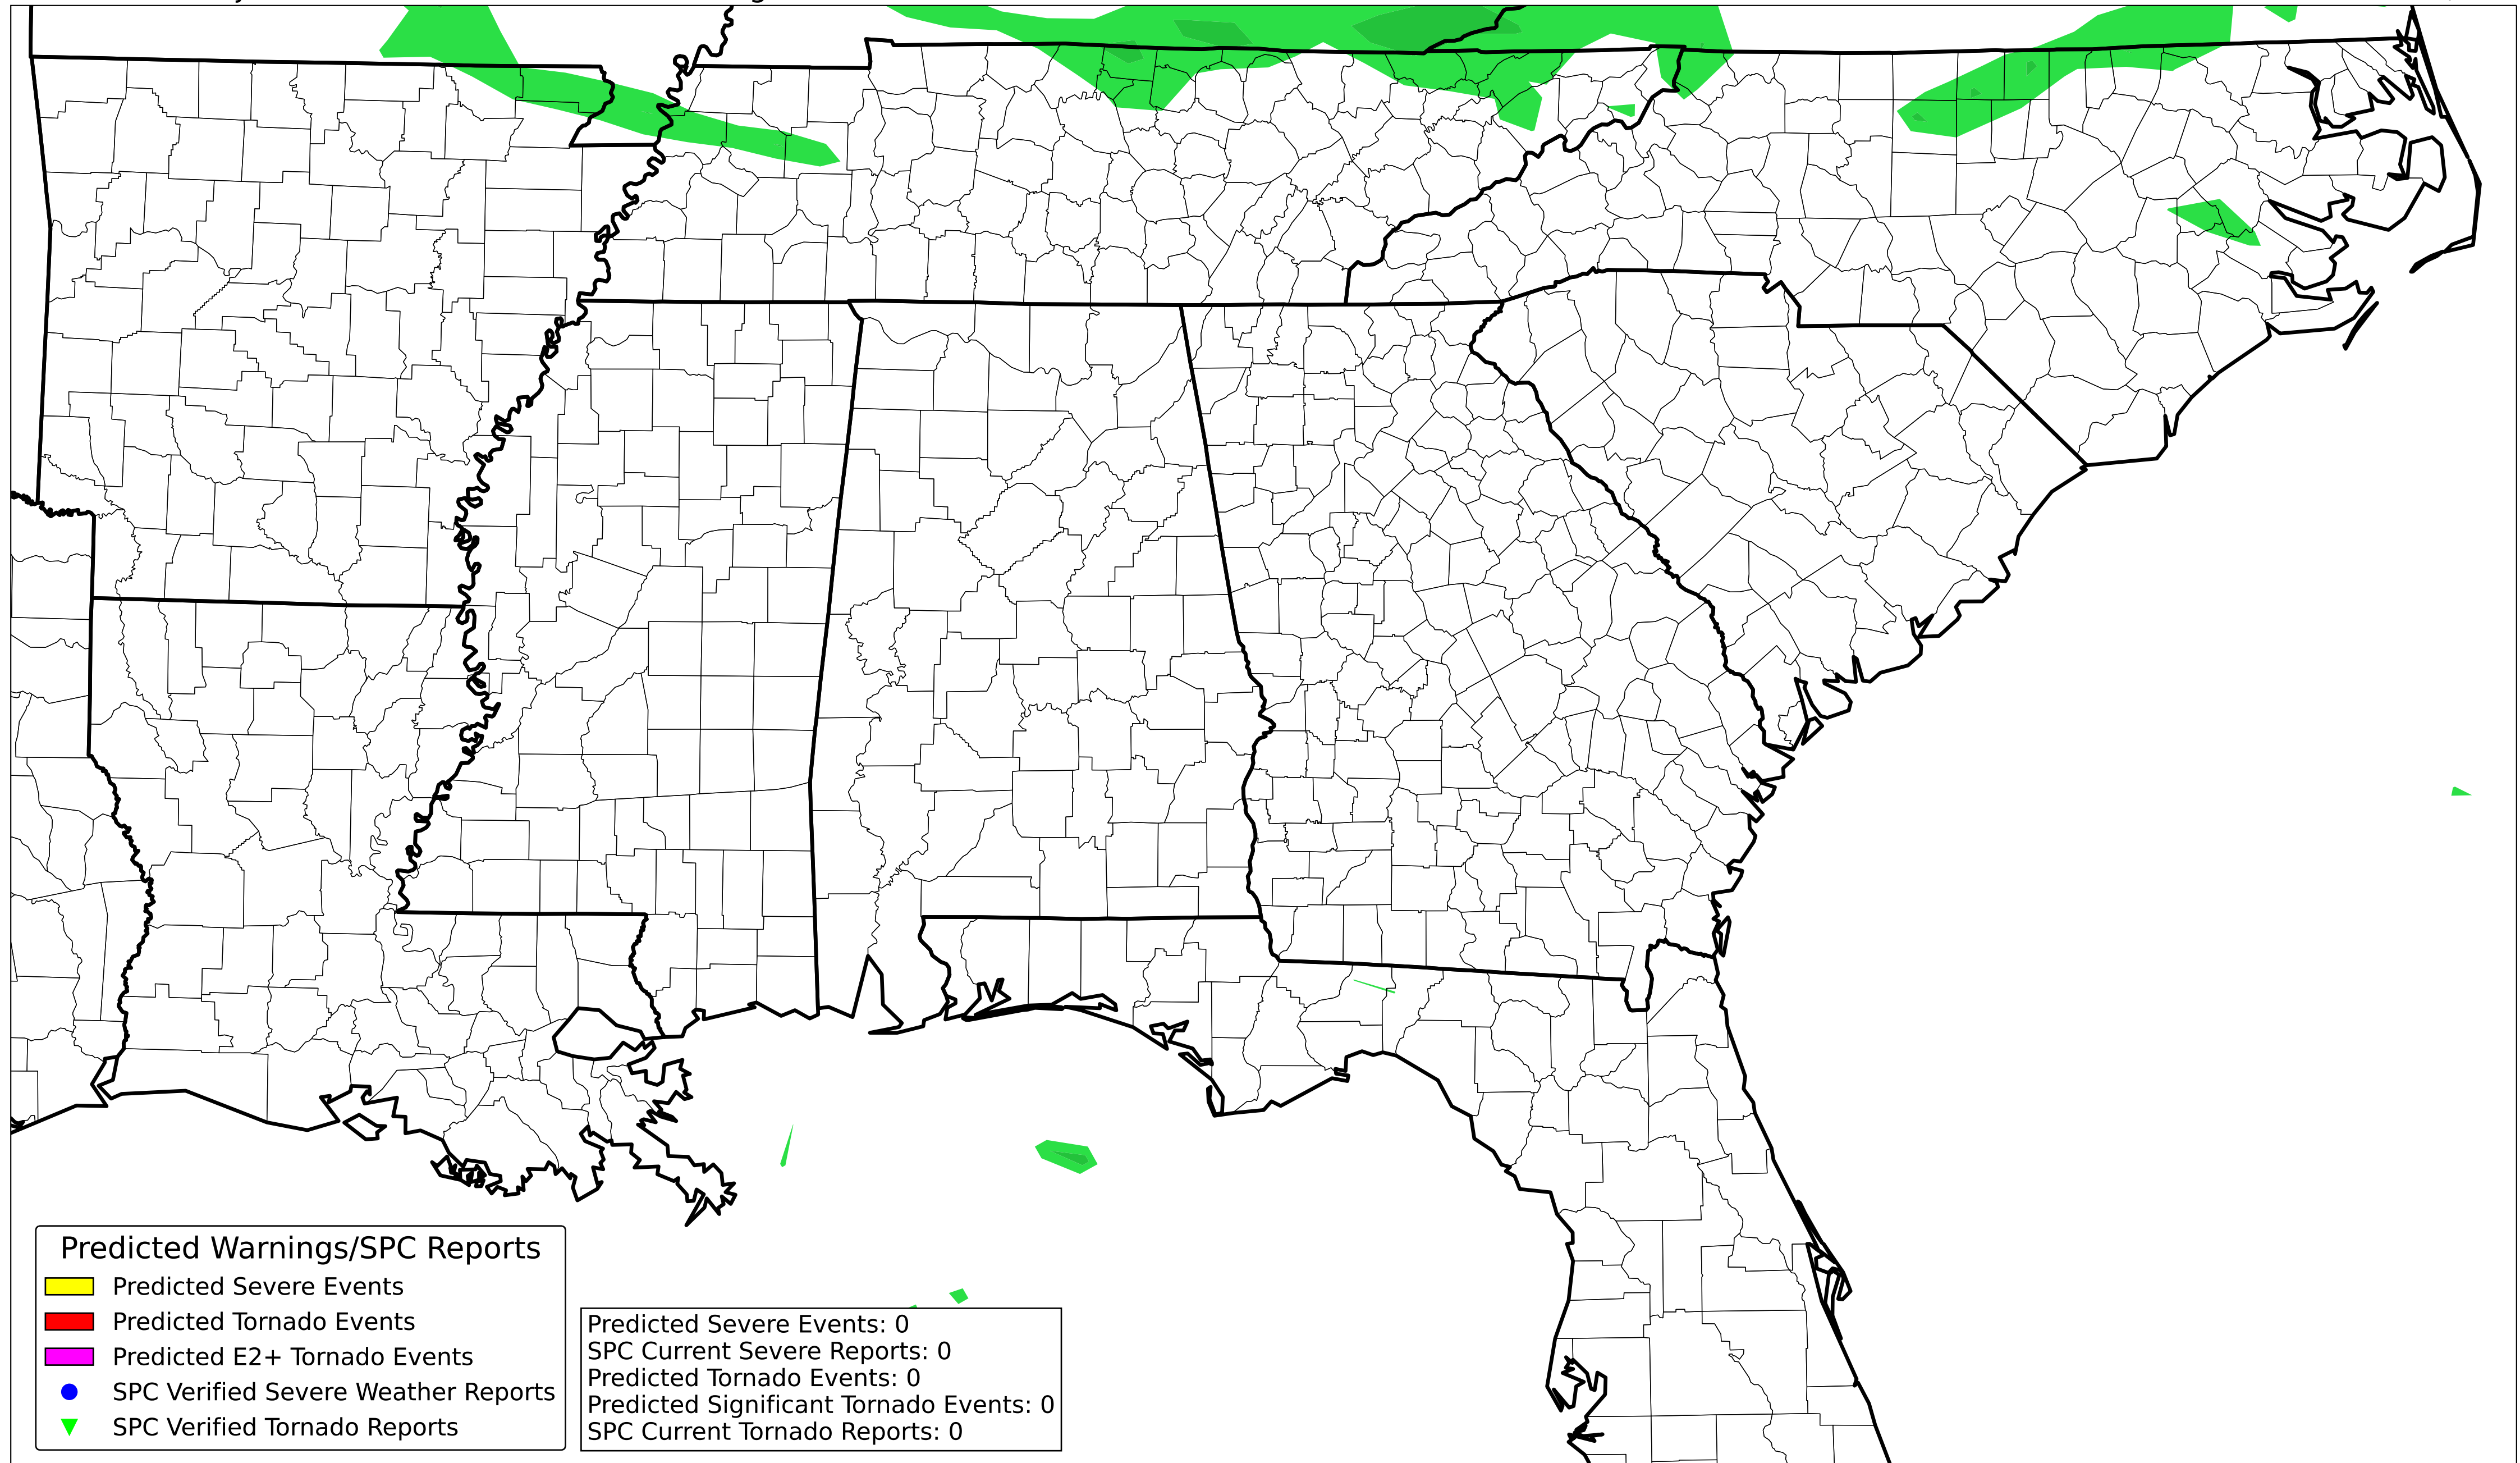 Predicted Warnings/SPC Reports
Predicted Severe Events
Predicted Tornado Events
Predicted E2+ Tornado Events
SPC Verified Severe Weather Reports
SPC Verified Tornado Reports
Predicted Severe Events: 0
SPC Current Severe Reports: 0
Predicted Tornado Events: 0
Predicted Significant Tornado Events: 0
SPC Current Tornado Reports: 0